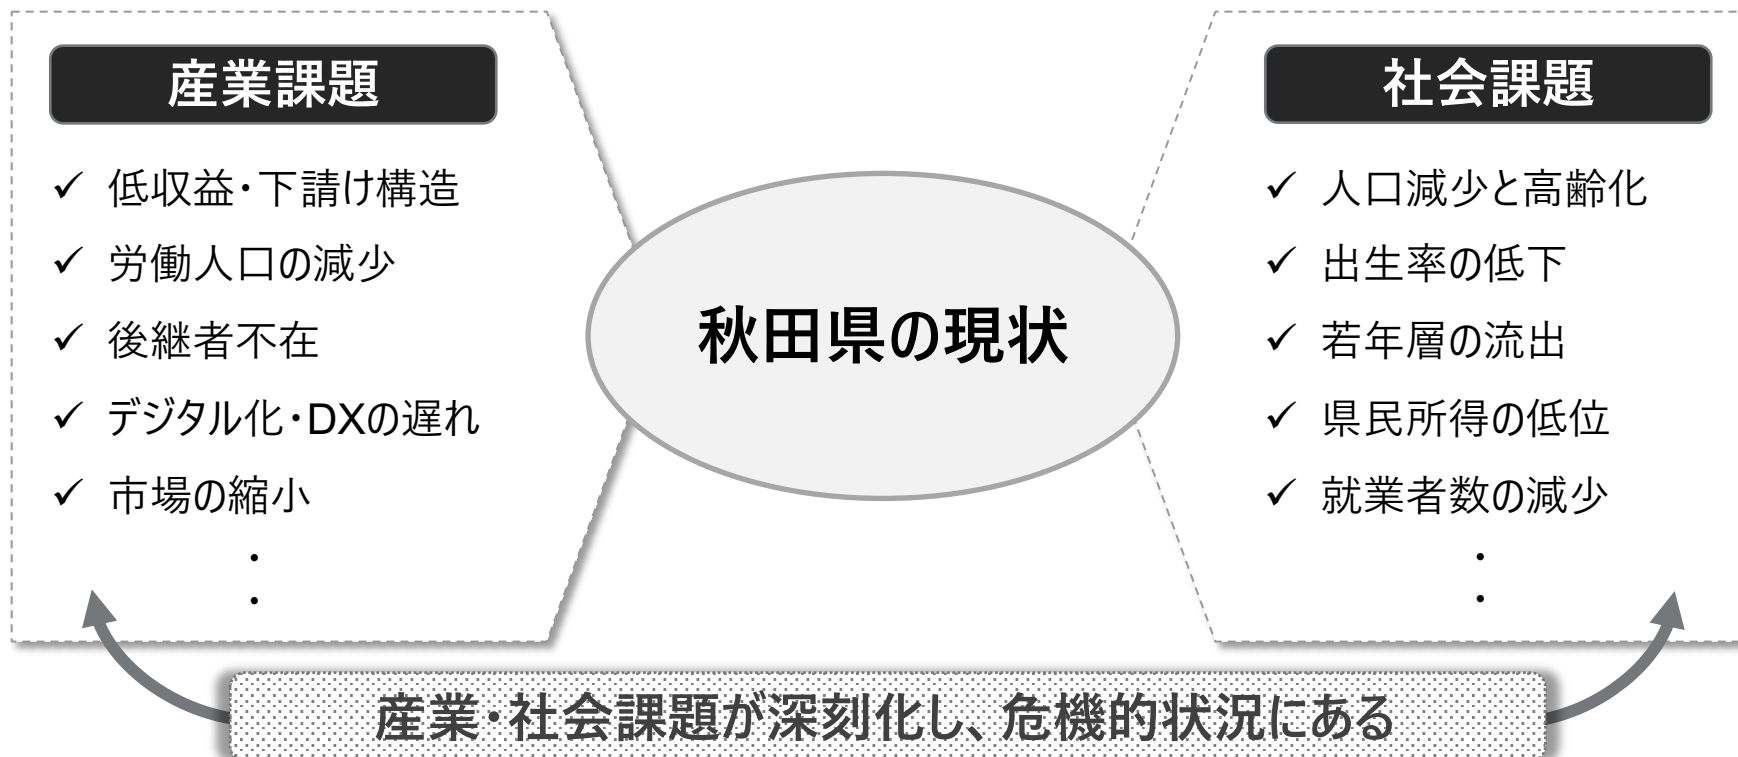 産業課題
✓ 低収益・下請け構造
✓ 労働人口の減少
✓ 後継者不在
✓ デジタル化・DXの遅れ
✓ 市場の縮小
・
・
秋田県の現状
社会課題
✓ 人口減少と高齢化
✓ 出生率の低下
✓ 若年層の流出
✓ 県民所得の低位
✓ 就業者数の減少
・
・
産業・社会課題が深刻化し、危機的状況にある